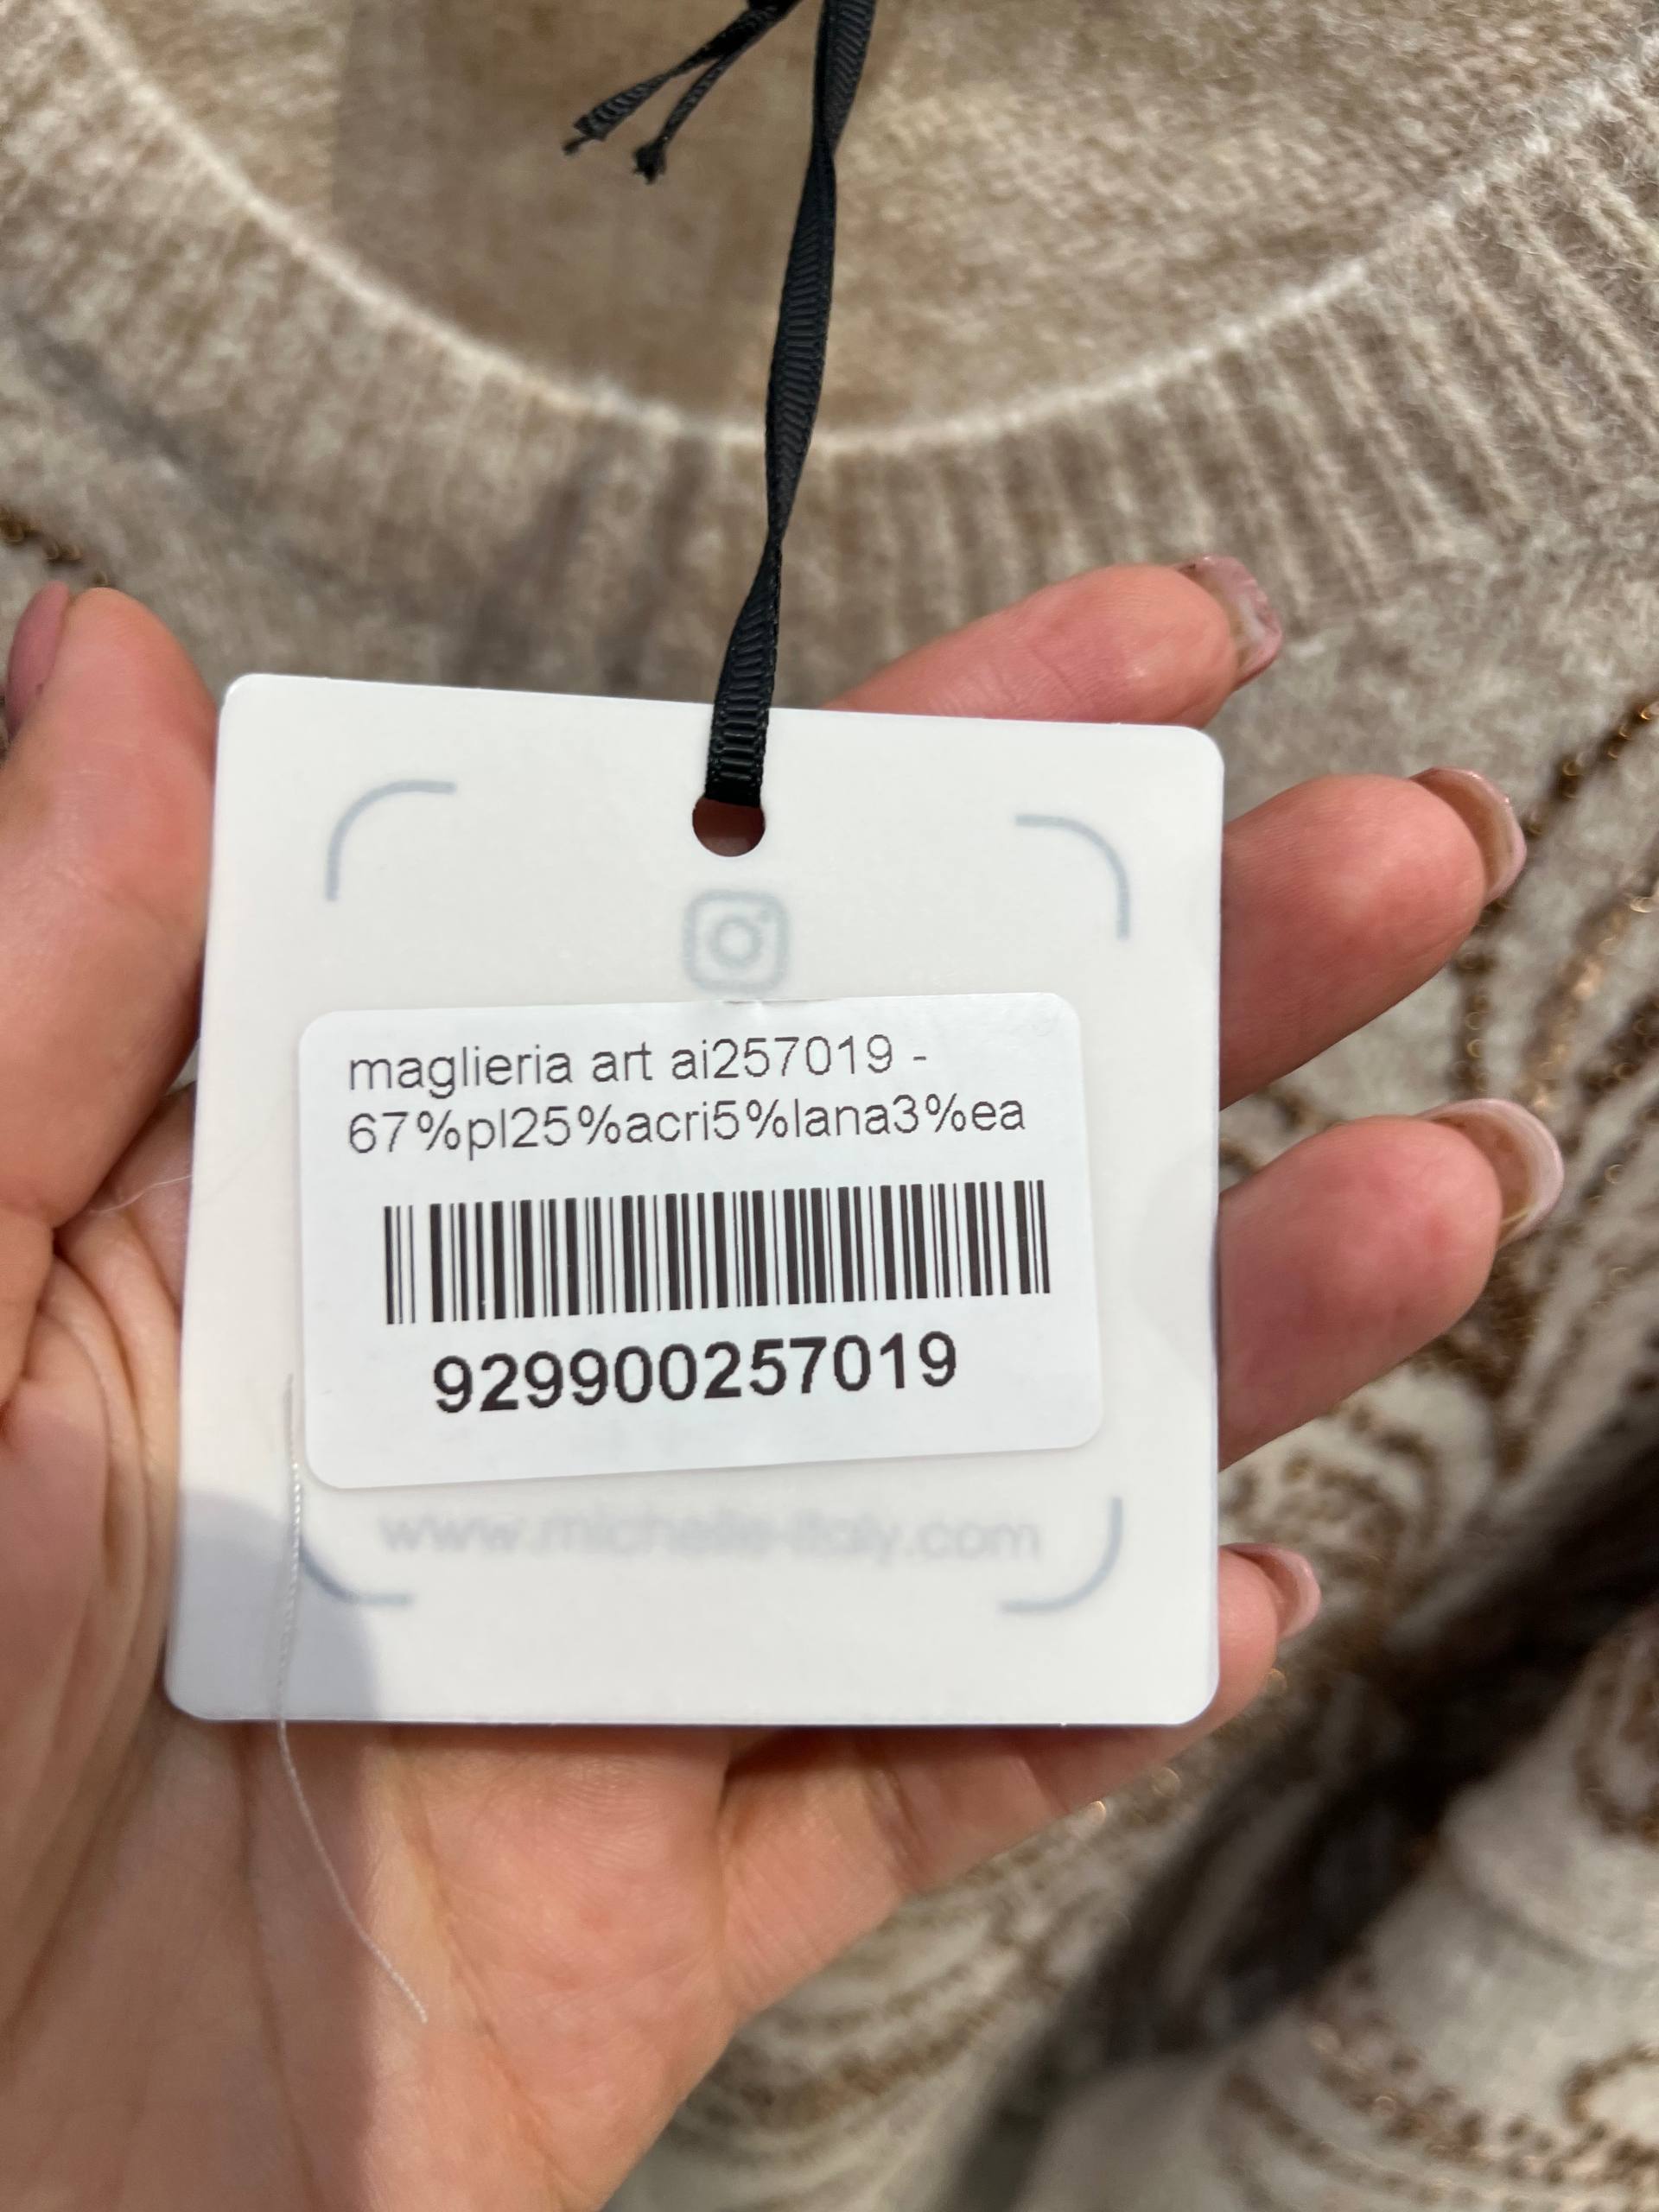 maglieria art ai257019 -
67%pl25%acri5%lana3%ea
929900257019
www.michelle-italy.com